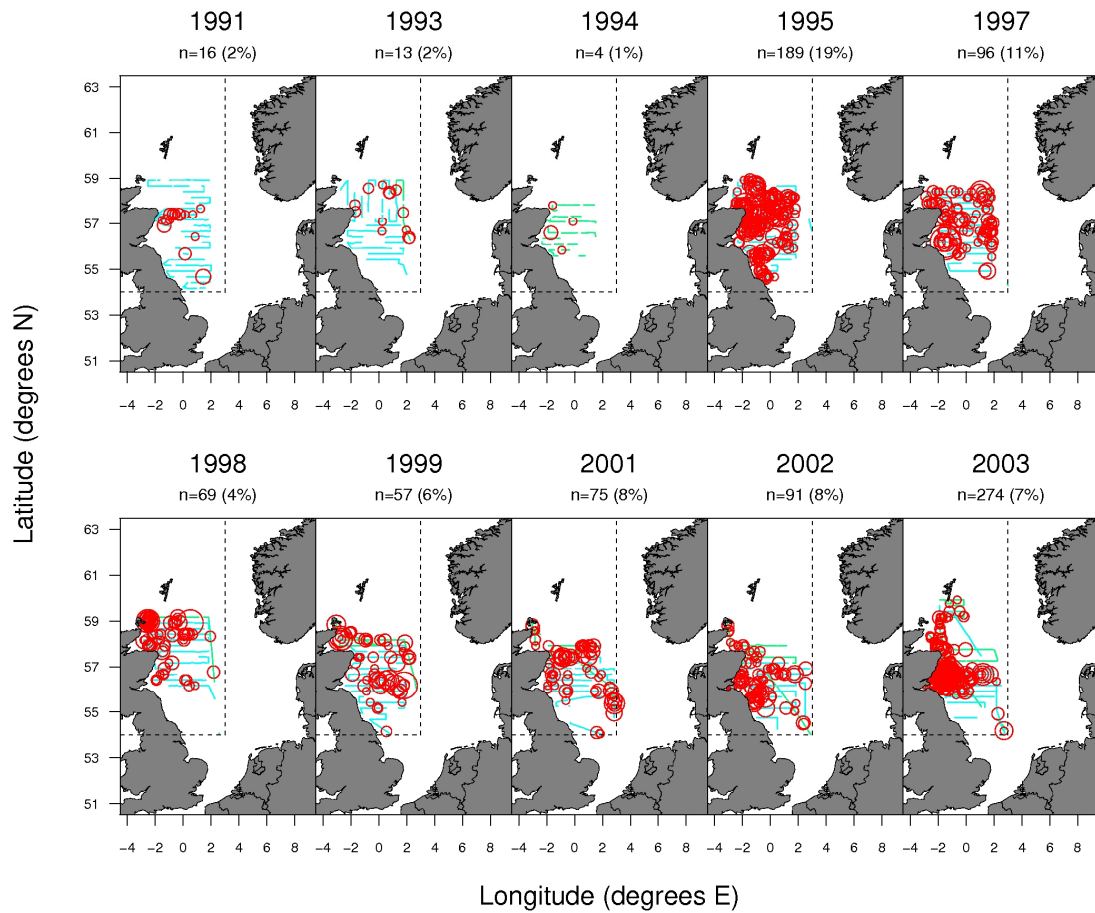 1991 1993 1994 1995 1997
n=16 (2%) n=13 (2%) n=4 (1%) n=189 (19%) n=96 (11%)
63
61
59
57
55
53
51
−4 −2 0 2 4 6 8 −4 −2 0 2 4 6 8 −4 −2 0 2 4 6 8 −4 −2 0 2 4 6 8 −4 −2 0 2 4 6 8
Latitude (degrees N)
1998 1999 2001 2002 2003
n=69 (4%) n=57 (6%) n=75 (8%) n=91 (8%) n=274 (7%)
63
61
59
57
55
53
51
−4 −2 0 2 4 6 8 −4 −2 0 2 4 6 8 −4 −2 0 2 4 6 8 −4 −2 0 2 4 6 8 −4 −2 0 2 4 6 8
Longitude (degrees E)